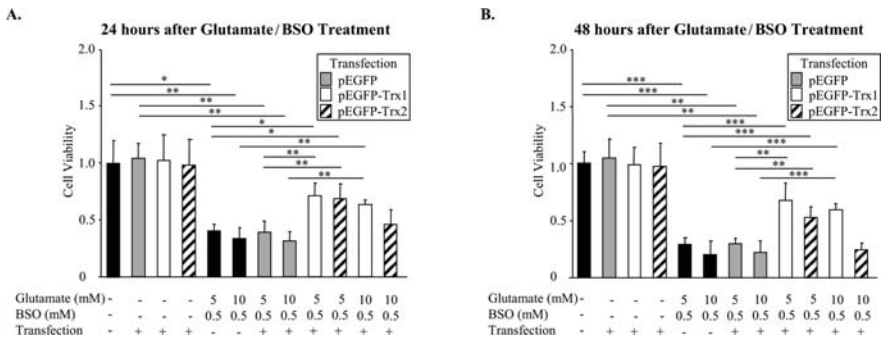 A.
24 hours after Glutamate/BSO Treatment
2.0
1.5
1.0
0.5
0
Cell Viability
Transfection
pEGFP
pEGFP-Trx1
pEGFP-Trx2
*
**
**
**
*
*
**
**
**
**
Glutamate (mM) - - - - 5 10 5 10 5 5 10 10
BSO (mM) - - - - 0.5 0.5 0.5 0.5 0.5 0.5 0.5 0.5
Transfection - + + + - - + + + + + +
B.
48 hours after Glutamate/BSO Treatment
2.0
1.5
1.0
0.5
0
Cell Viability
Transfection
pEGFP
pEGFP-Trx1
pEGFP-Trx2
***
***
**
**
***
***
***
**
**
***
Glutamate (mM) - - - - 5 10 5 10 5 5 10 10
BSO (mM) - - - - 0.5 0.5 0.5 0.5 0.5 0.5 0.5 0.5
Transfection - + + + - - + + + + + +